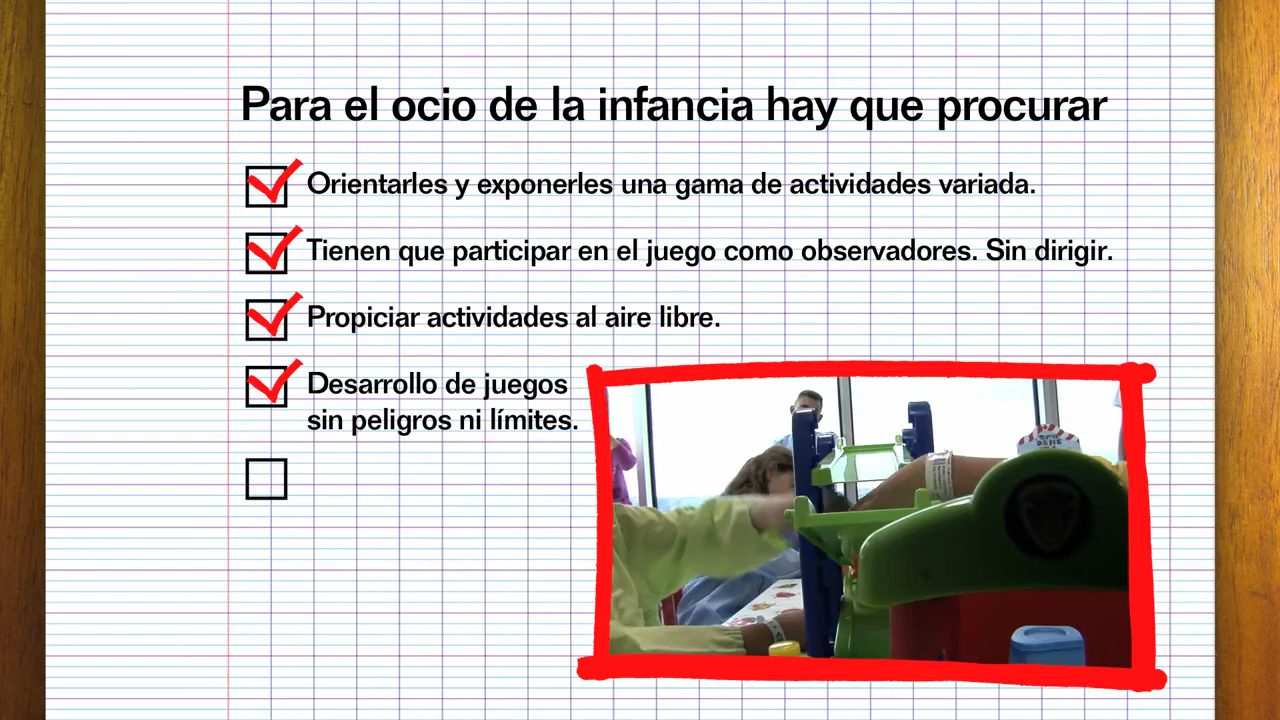 Para el ocio de la infancia hay que procurar
Orientarles y exponerles una gama de actividades variada.
Tienen que participar en el juego como observadores. Sin dirigir.
Propiciar actividades al aire libre.
Desarrollo de juegos
sin peligros ni límites.